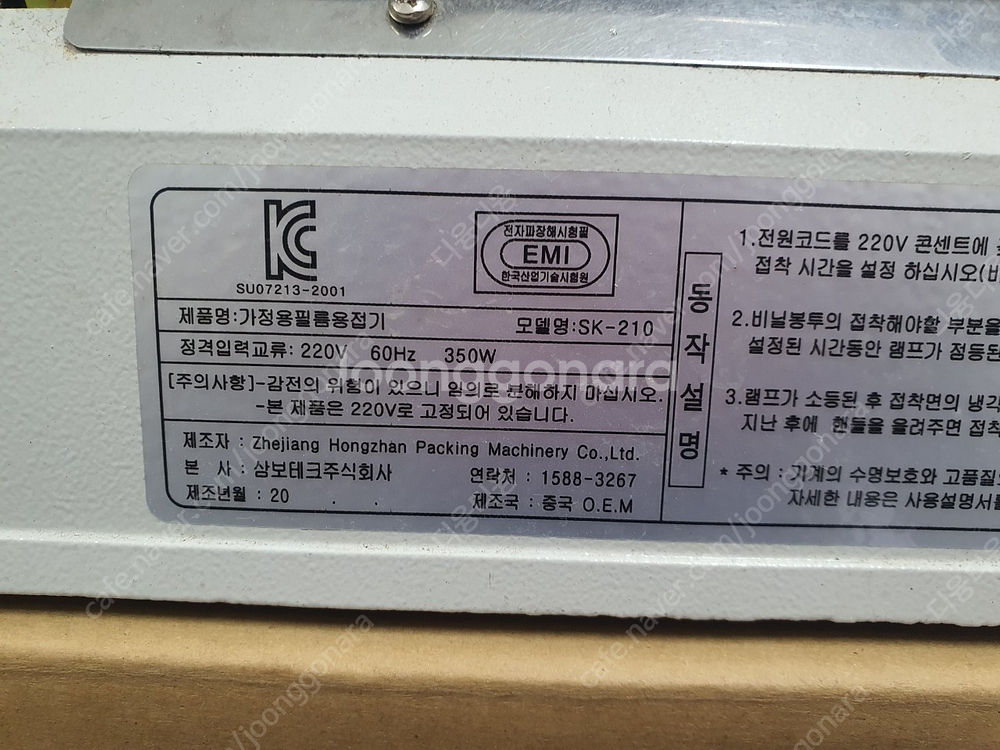 KC
SU07213-2001
전자파장해시험필
EMI
한국산업기술시험원
제품명:가정용필름용접기
모델명:SK-210
정격입력교류: 220V 60Hz 350W
[주의사항]-감전의 위험이 있으니 임의로 분해하지 마십시오.
-본 제품은 220V로 고정되어 있습니다.
제조자 : Zhejiang Hongzhan Packing Machinery Co.,Ltd.
본 사 : 삼보테크주식회사
연락처 : 1588-3267
제조년월 : 20 . .
제조국 : 중국 O.E.M
동작설명
1.전원코드를 220V 콘센트에
접착 시간을 설정 하십시오(
2.비닐봉투의 접착해야할 부분을
설정된 시간동안 램프가 점등된
3.램프가 소등된 후 접착면의 냉각
지난 후에 핸들을 올려주면 접착
* 주의 : 기계의 수명보호와 고품질
자세한 내용은 사용설명서를
joonggonara
cafe.naver.com/joonggonara